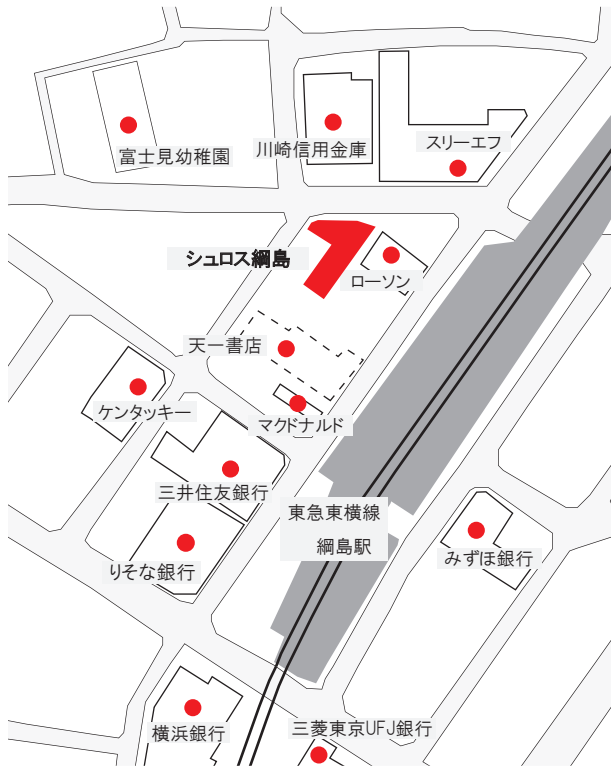 富士見幼稚園
川崎信用金庫
スリーエフ
シュロス綱島
ローソン
天一書店
ケンタッキー
マクドナルド
三井住友銀行
東急東横線
綱島駅
りそな銀行
みずほ銀行
横浜銀行
三菱東京UFJ銀行